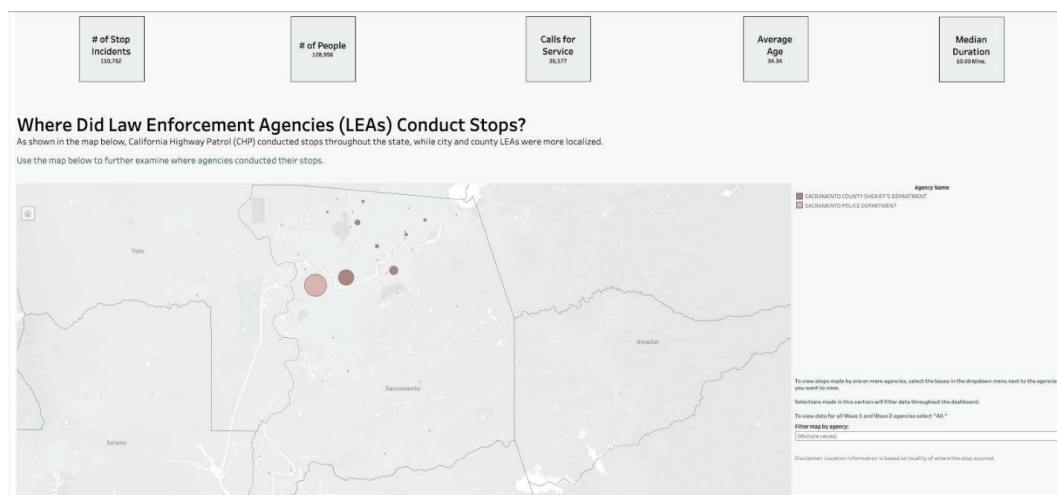 # of Stop
Incidents
110,752
# of People
128,956
Calls for
Service
35,177
Average
Age
34.34
Median
Duration
10.00 Mins.
Where Did Law Enforcement Agencies (LEAs) Conduct Stops?
As shown in the map below, California Highway Patrol (CHP) conducted stops throughout the state, while city and county LEAs were more localized.
Use the map below to further examine where agencies conducted their stops.
Agency Name
SACRAMENTO COUNTY SHERIFF'S DEPARTMENT
SACRAMENTO POLICE DEPARTMENT
Yolo
Amador
Sacramento
Solano
To view stops made by one or more agencies, select the boxes in the dropdown menu next to the agencie
you want to view.
Selections made in this section will filter data throughout the dashboard.
To view data for all Wave 1 and Wave 2 agencies select "All."
Filter map by agency:
(Multiple values)
Disclaimer: Location information is based on locality of where the stop occured.